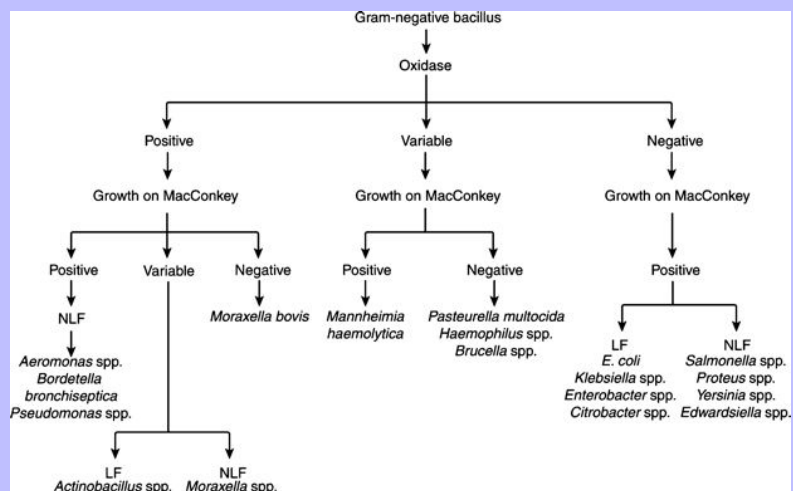 Gram-negative bacillus
Oxidase
Positive
Variable
Negative
Growth on MacConkey
Growth on MacConkey
Growth on MacConkey
Positive
Variable
Negative
Positive
Negative
Positive
NLF
Moraxella bovis
Mannheimia
haemolytica
Pasteurella multocida
Haemophilus spp.
Brucella spp.
Aeromonas spp.
Bordetella
bronchiseptica
Pseudomonas spp.
LF
E. coli
Klebsiella spp.
Enterobacter spp.
Citrobacter spp.
NLF
Salmonella spp.
Proteus spp.
Yersinia spp.
Edwardsiella spp.
LF
Actinobacillus spp.
NLF
Moraxella spp.